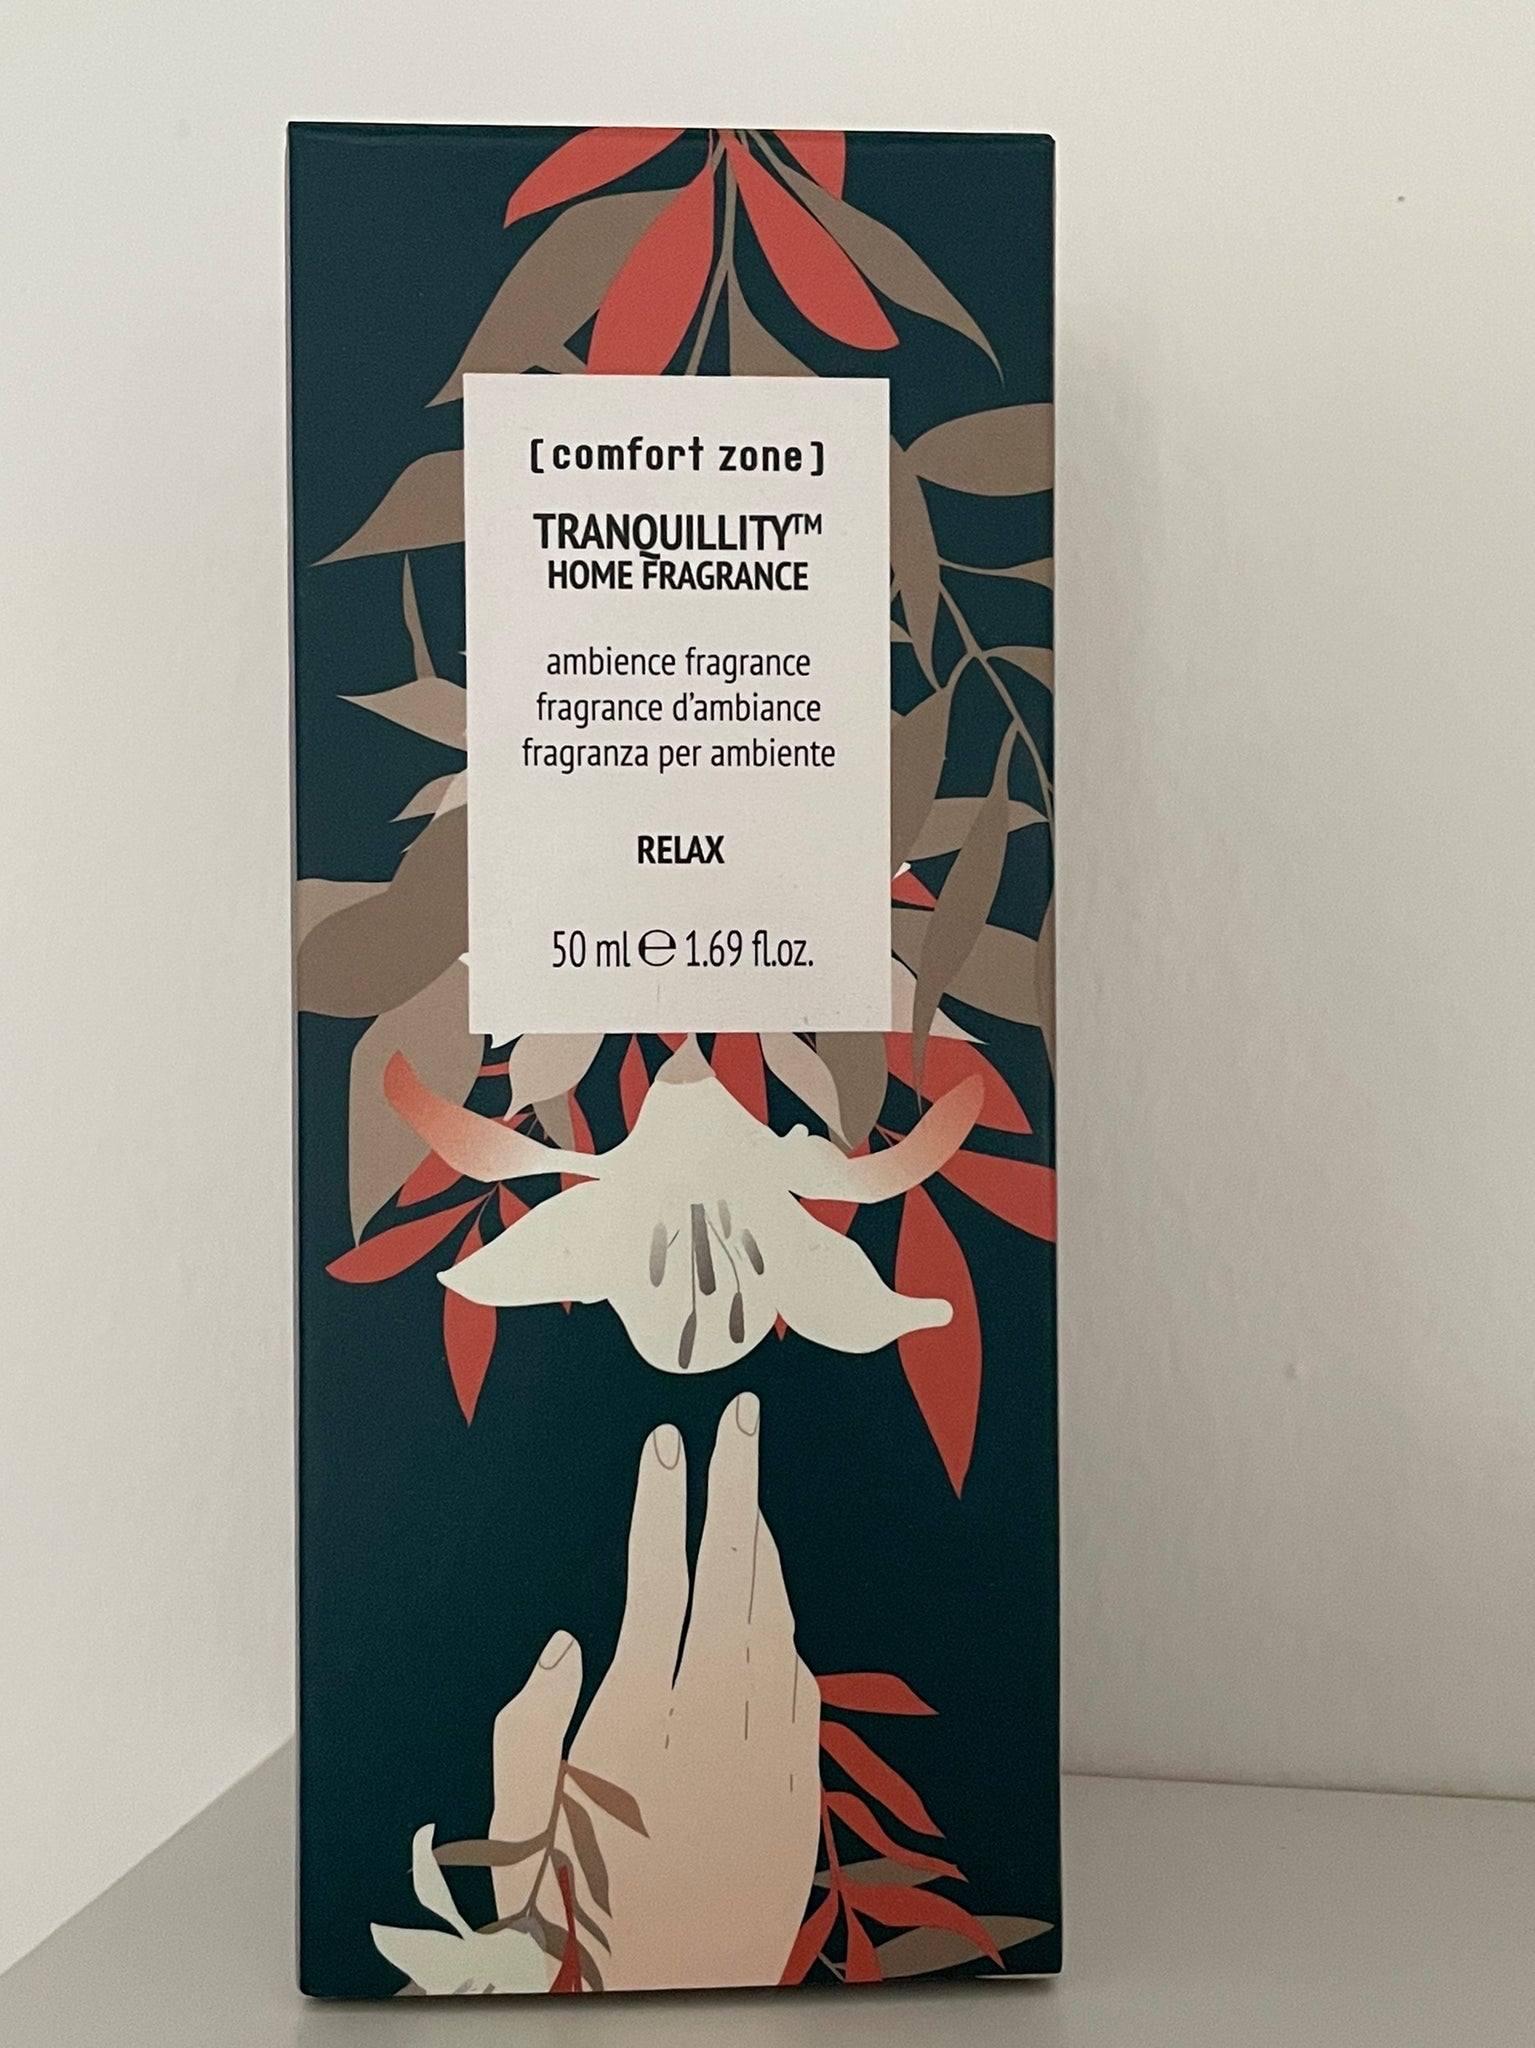 [comfort zone]
TRANQUILLITY™
HOME FRAGRANCE
ambience fragrance
fragrance d’ambiance
fragranza per ambiente
RELAX
50 ml ℮ 1.69 fl.oz.